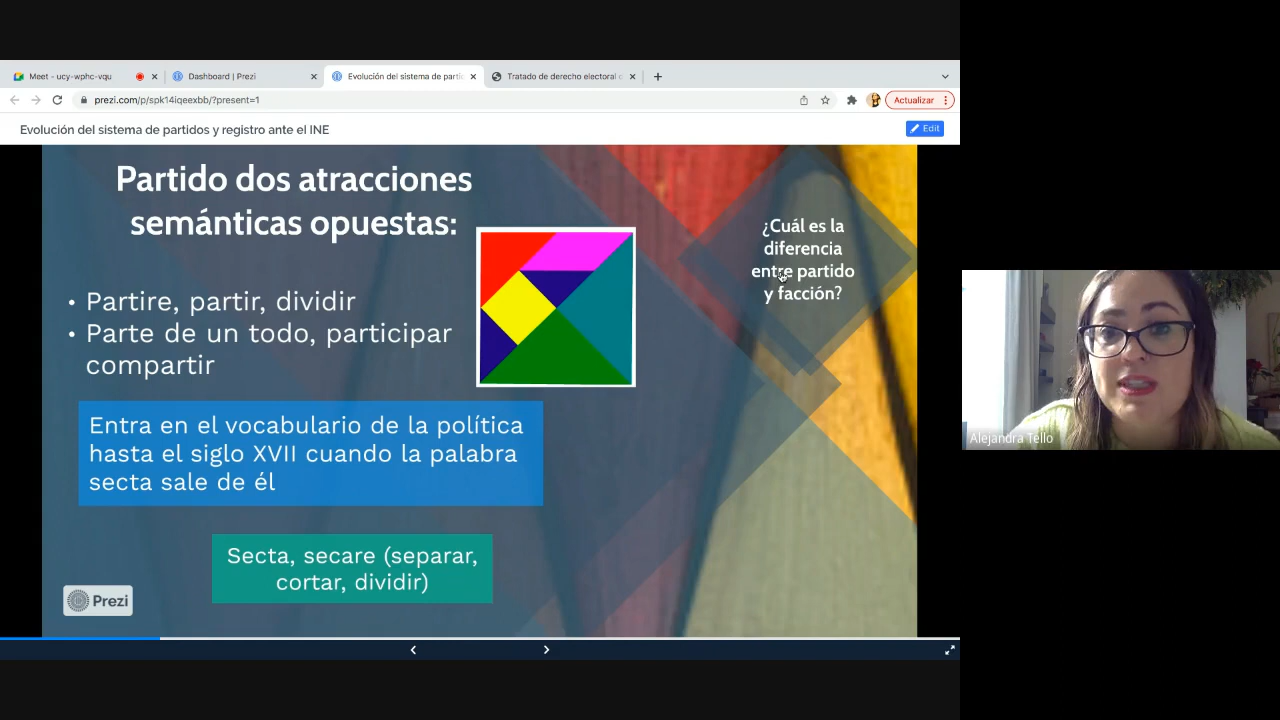 Meet - ucy-wphc-vqu
Dashboard | Prezi
Evolución del sistema de parti
Tratado de derecho electoral
prezi.com/p/spk14iqeexbb/?present=1
Actualizar
Evolución del sistema de partidos y registro ante el INE
Edit
Partido dos atracciones
semánticas opuestas:
• Partire, partir, dividir
• Parte de un todo, participar
compartir
Entra en el vocabulario de la política
hasta el siglo XVII cuando la palabra
secta sale de él
Secta, secare (separar,
cortar, dividir)
¿Cuál es la
diferencia
entre partido
y facción?
Prezi
Alejandra Tello